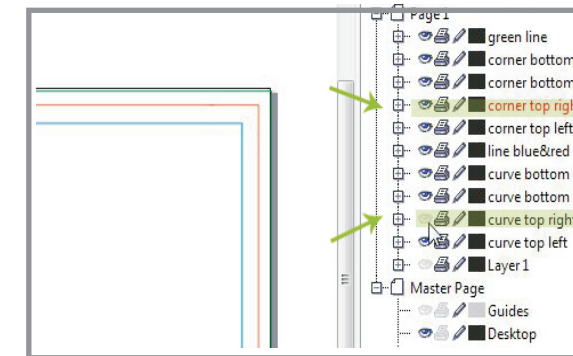 Page 1
green line
corner bottom
corner bottom
corner top righ
corner top left
line blue&red
curve bottom
curve bottom
curve top right
curve top left
Layer 1
Master Page
Guides
Desktop